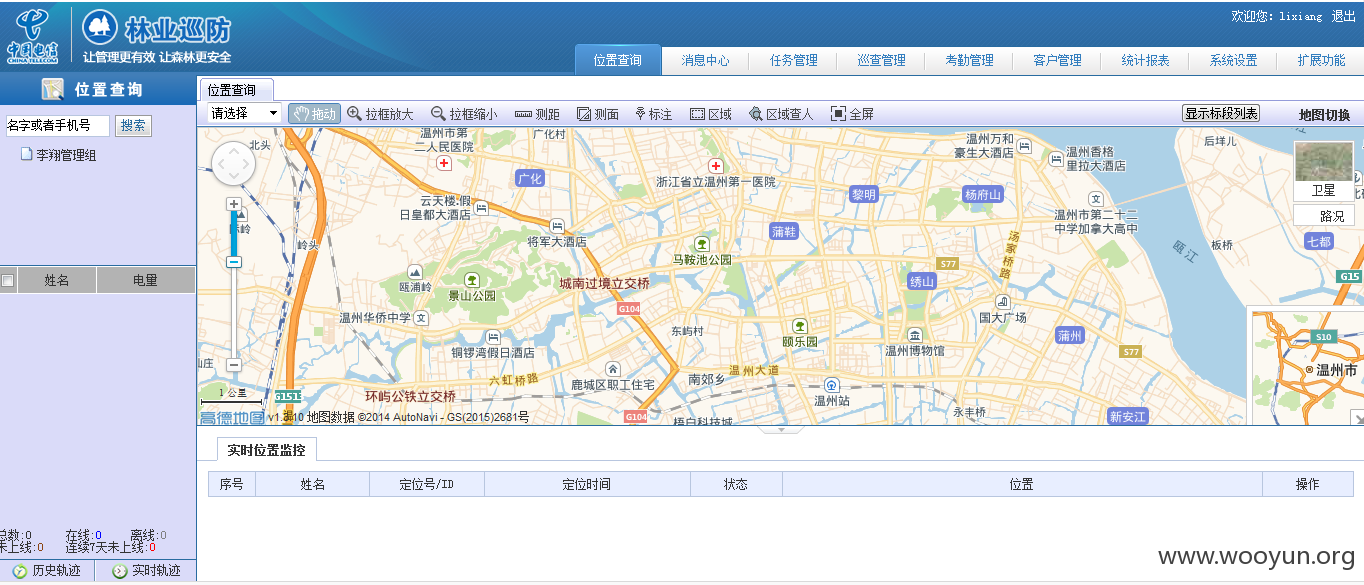 中国电信
CHINA TELECOM
林业巡防
让管理更有效 让森林更安全
欢迎您: lixiang 退出
位置查询 消息中心 任务管理 巡查管理 考勤管理 客户管理 统计报表 系统设置 扩展功能
位置查询
名字或者手机号 搜索
李翔管理组
姓名 电量
总数:0 在线:0 离线:0
未上线:0 连续7天未上线:0
历史轨迹 实时轨迹
位置查询
请选择 拖动 拉框放大 拉框缩小 测距 测面 标注 区域 区域查人 全屏 显示标段列表 地图切换
北头
温州市第
二人民医院
广化村
温州万和
豪生大酒店
温州香格
里拉大酒店
后垟儿
卫星
路况
广化
浙江省立温州第一医院
黎明
杨府山
云天楼·假
日皇都大酒店
温州市第二十二
中学加拿大高中
岭头
将军大酒店
蒲鞋
汤家桥路
瓯江
板桥
七都
马鞍池公园
S77
G15
瓯浦岭
景山公园
城南过境立交桥
绣山
G104
国大广场
温州华侨中学
东屿村
颐乐园
温州博物馆
蒲州
S10
铜锣湾假日酒店
S77
温州市
山庄
六虹桥路
鹿城区职工住宅
南郊乡
温州大道
温州站
1 公里
G1513
环屿公铁立交桥
G104
梧白科技城
永丰桥
新安江
高德地图 地图数据 ©2014 AutoNavi - GS(2015)2681号
实时位置监控
序号 姓名 定位号/ID 定位时间 状态 位置 操作
www.wooyun.org